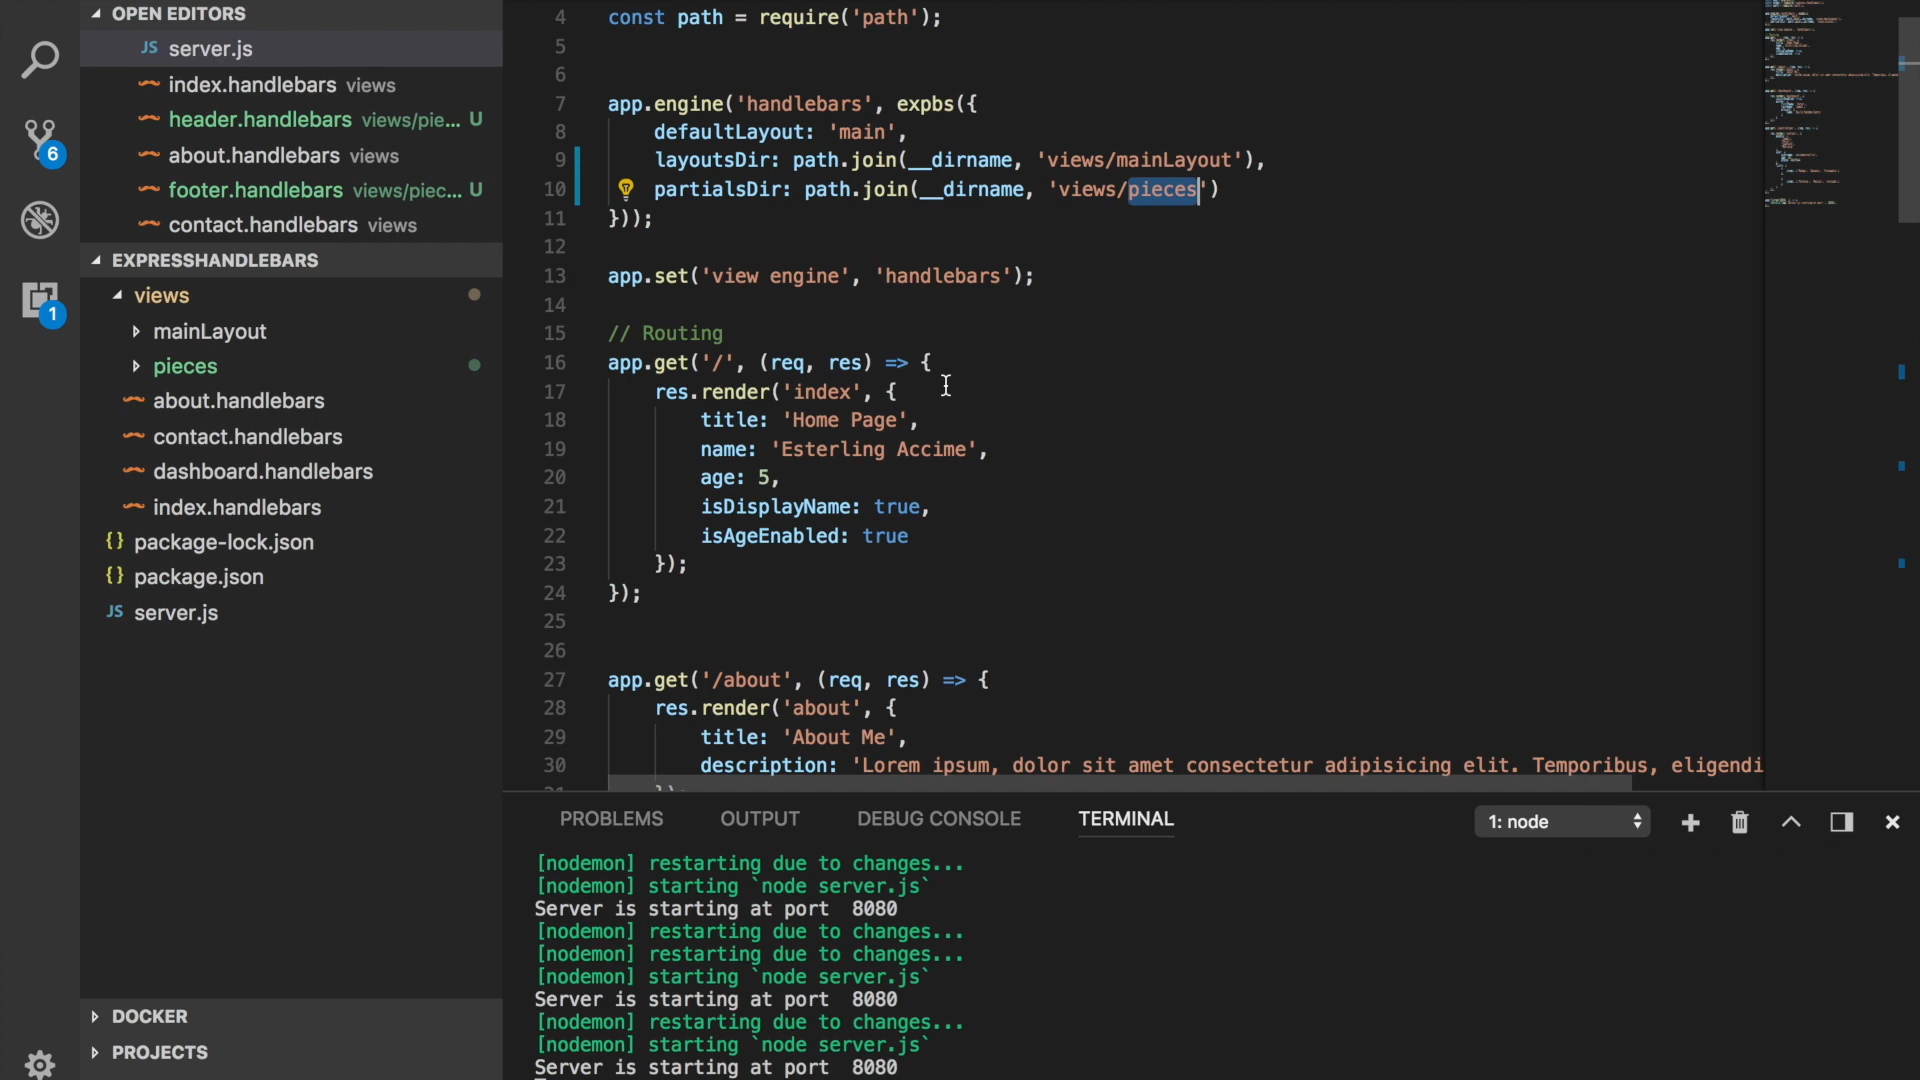 OPEN EDITORS
JS server.js
index.handlebars views
header.handlebars views/pie... U
about.handlebars views
footer.handlebars views/piec... U
contact.handlebars views
EXPRESSHANDLEBARS
views
mainLayout
pieces
about.handlebars
contact.handlebars
dashboard.handlebars
index.handlebars
{} package-lock.json
{} package.json
JS server.js
DOCKER
PROJECTS
6
1
4 const path = require('path');
5
6
7 app.engine('handlebars', expbs({
8 defaultLayout: 'main',
9 layoutsDir: path.join(__dirname, 'views/mainLayout'),
10 partialsDir: path.join(__dirname, 'views/pieces')
11 }));
12
13 app.set('view engine', 'handlebars');
14
15 // Routing
16 app.get('/', (req, res) => {
17 res.render('index', {
18 title: 'Home Page',
19 name: 'Esterling Accime',
20 age: 5,
21 isDisplayName: true,
22 isAgeEnabled: true
23 });
24 });
25
26
27 app.get('/about', (req, res) => {
28 res.render('about', {
29 title: 'About Me',
30 description: 'Lorem ipsum, dolor sit amet consectetur adipisicing elit. Temporibus, eligendi
PROBLEMS OUTPUT DEBUG CONSOLE TERMINAL 1: node
[nodemon] restarting due to changes...
[nodemon] starting `node server.js`
Server is starting at port 8080
[nodemon] restarting due to changes...
[nodemon] restarting due to changes...
[nodemon] starting `node server.js`
Server is starting at port 8080
[nodemon] restarting due to changes...
[nodemon] starting `node server.js`
Server is starting at port 8080